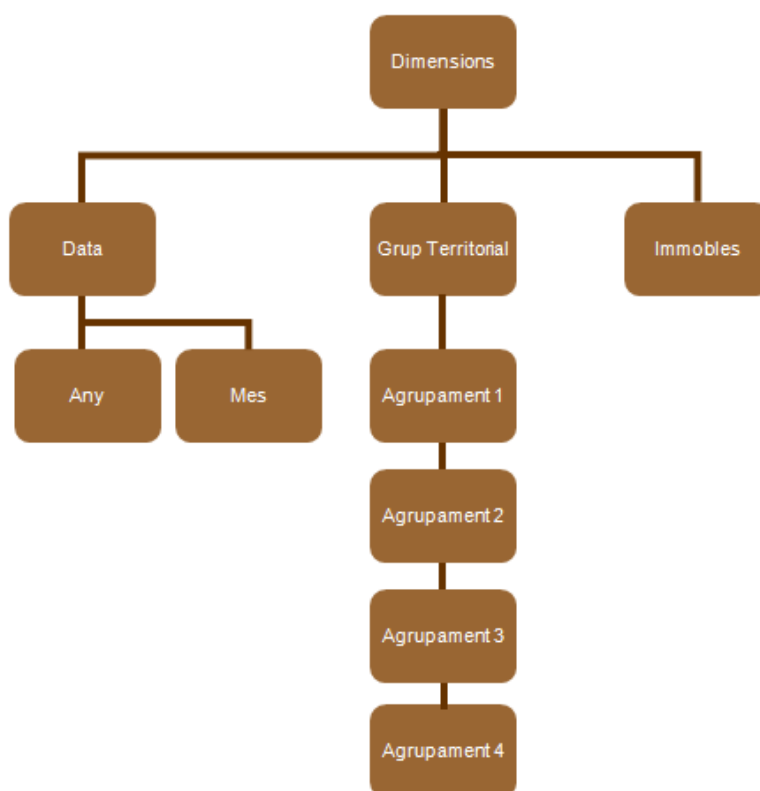 Dimensions
Data
Grup Territorial
Immobles
Any
Mes
Agrupament 1
Agrupament 2
Agrupament 3
Agrupament 4